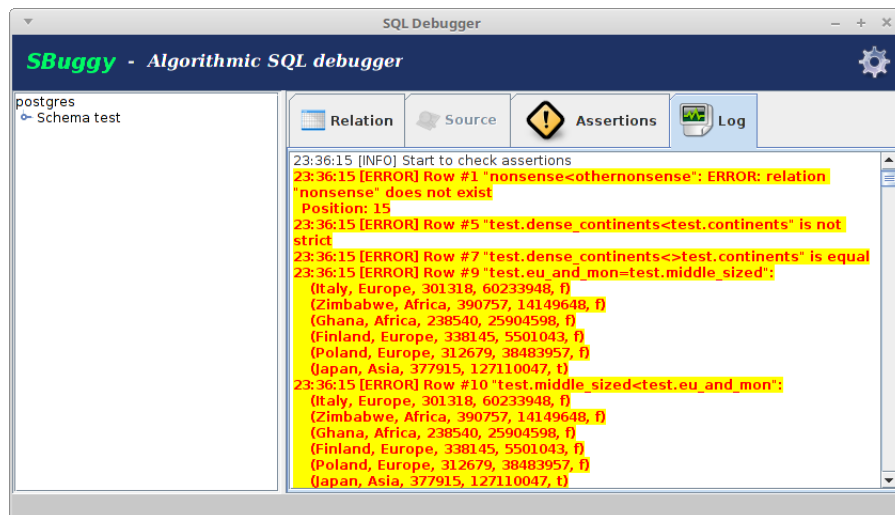 SQL Debugger
SBuggy - Algorithmic SQL debugger
postgres
Schema test
Relation
Source
Assertions
Log
23:36:15 [INFO] Start to check assertions
23:36:15 [ERROR] Row #1 "nonsense<othernonsense": ERROR: relation
"nonsense" does not exist
Position: 15
23:36:15 [ERROR] Row #5 "test.dense_continents<test.continents" is not
strict
23:36:15 [ERROR] Row #7 "test.dense_continents<>test.continents" is equal
23:36:15 [ERROR] Row #9 "test.eu_and_mon=test.middle_sized":
(Italy, Europe, 301318, 60233948, f)
(Zimbabwe, Africa, 390757, 14149648, f)
(Ghana, Africa, 238540, 25904598, f)
(Finland, Europe, 338145, 5501043, f)
(Poland, Europe, 312679, 38483957, f)
(Japan, Asia, 377915, 127110047, t)
23:36:15 [ERROR] Row #10 "test.middle_sized<test.eu_and_mon":
(Italy, Europe, 301318, 60233948, f)
(Zimbabwe, Africa, 390757, 14149648, f)
(Ghana, Africa, 238540, 25904598, f)
(Finland, Europe, 338145, 5501043, f)
(Poland, Europe, 312679, 38483957, f)
(Japan, Asia, 377915, 127110047, t)